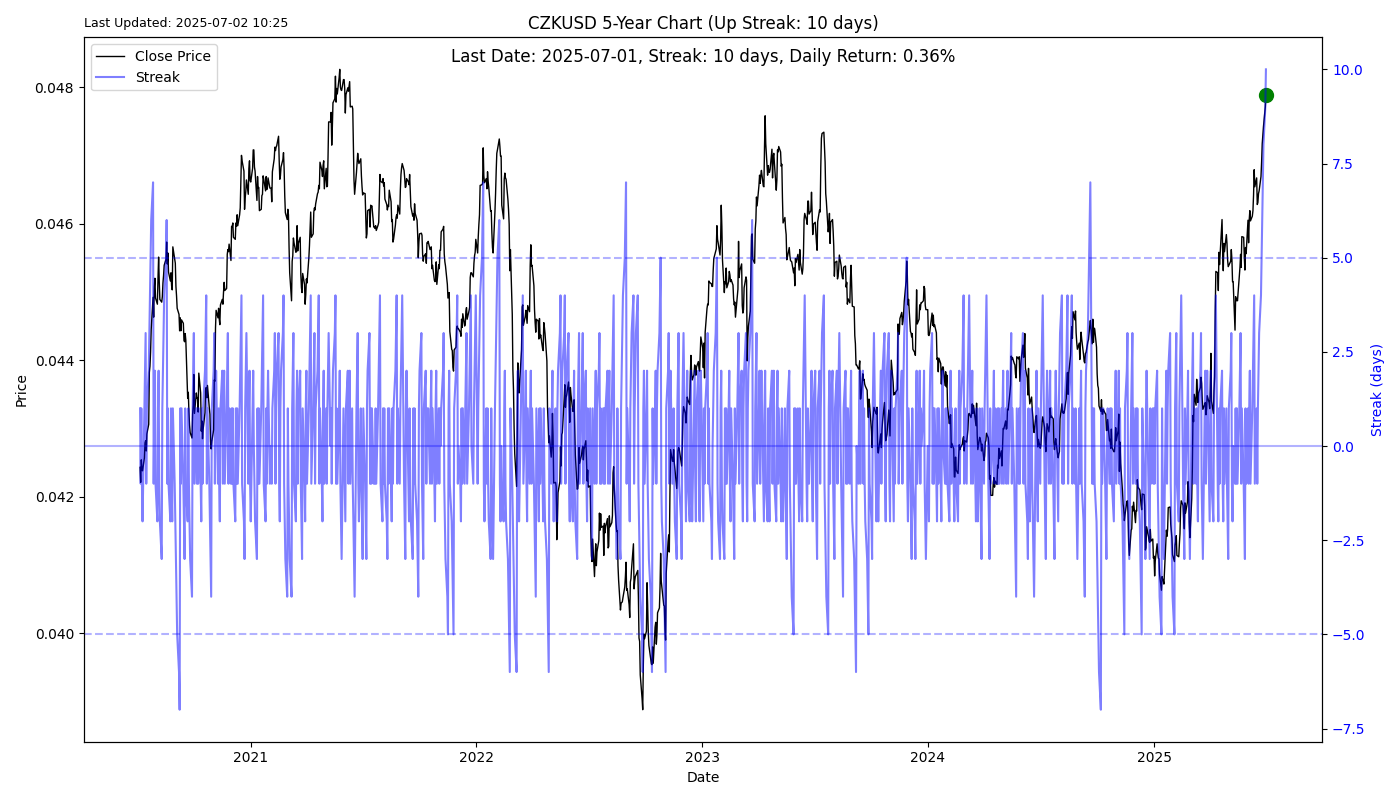 Last Updated: 2025-07-02 10:25
CZKUSD 5-Year Chart (Up Streak: 10 days)
Last Date: 2025-07-01, Streak: 10 days, Daily Return: 0.36%
Close Price
Streak
Price
0.048
0.046
0.044
0.042
0.040
10.0
7.5
5.0
2.5
0.0
−2.5
−5.0
−7.5
Streak (days)
2021
2022
2023
2024
2025
Date